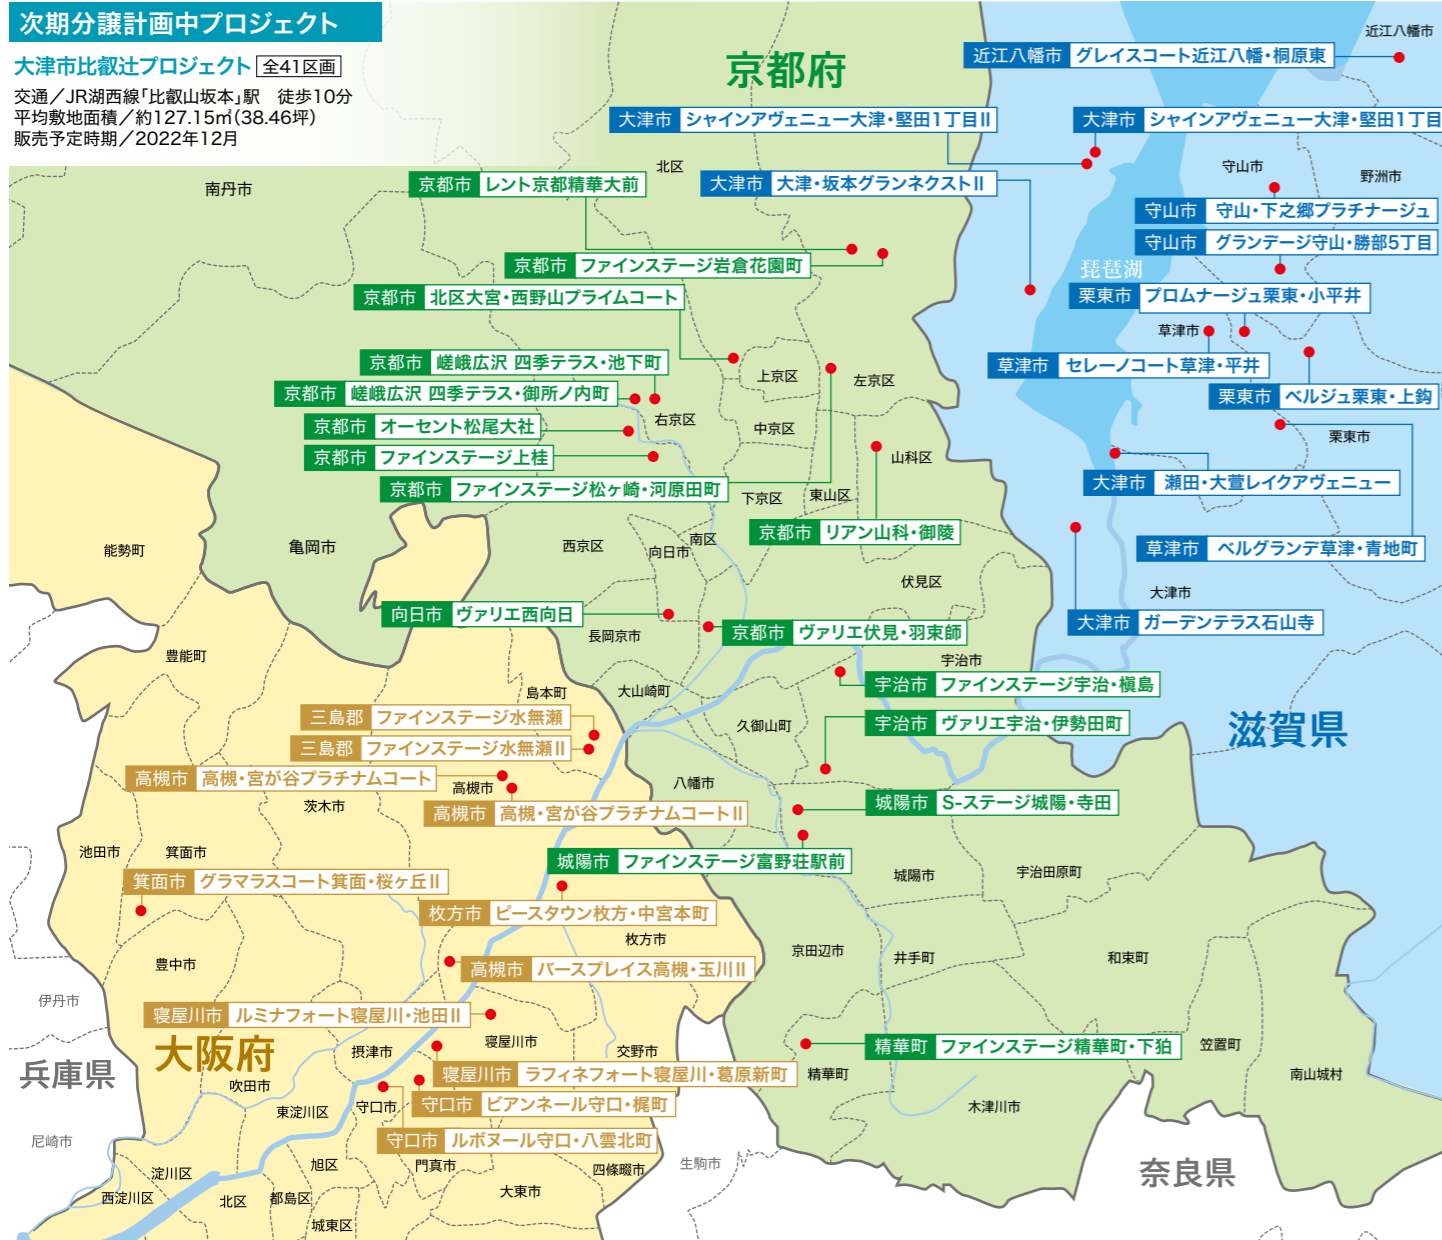 次期分譲計画中プロジェクト
大津市比叡辻プロジェクト 全41区画
交通／JR湖西線「比叡山坂本」駅　徒歩10分
平均敷地面積／約127.15㎡（38.46坪）
販売予定時期／2022年12月
京都府
近江八幡市
近江八幡市 グレイスコート近江八幡・桐原東
大津市 シャインアヴェニュー大津・堅田1丁目Ⅱ
大津市 シャインアヴェニュー大津・堅田1丁目
北区
守山市
野洲市
南丹市
京都市 レント京都精華大前
大津市 大津・坂本グランネクストⅡ
守山市 守山・下之郷プラチナージュ
守山市 グランデージ守山・勝部5丁目
京都市 ファインステージ岩倉花園町
琵琶湖
京都市 北区大宮・西野山プライムコート
栗東市 プロムナージュ栗東・小平井
草津市
京都市 嵯峨広沢 四季テラス・池下町
草津市 セレーノコート草津・平井
上京区
左京区
京都市 嵯峨広沢 四季テラス・御所ノ内町
栗東市 ベルジュ栗東・上鈎
右京区
京都市 オーセント松尾大社
中京区
栗東市
京都市 ファインステージ上桂
山科区
大津市 瀬田・大萱レイクアヴェニュー
京都市 ファインステージ松ヶ崎・河原田町
下京区
東山区
京都市 リアン山科・御陵
能勢町
亀岡市
西京区
向日市
南区
草津市 ベルグランデ草津・青地町
伏見区
大津市
向日市 ヴァリエ西向日
大津市 ガーデンテラス石山寺
長岡京市
京都市 ヴァリエ伏見・羽束師
豊能町
宇治市
島本町
大山崎町
宇治市 ファインステージ宇治・槇島
三島郡 ファインステージ水無瀬
久御山町
宇治市 ヴァリエ宇治・伊勢田町
滋賀県
三島郡 ファインステージ水無瀬Ⅱ
高槻市 高槻・宮が谷プラチナムコート
高槻市
八幡市
茨木市
高槻市 高槻・宮が谷プラチナムコートⅡ
城陽市 S-ステージ城陽・寺田
池田市
箕面市
城陽市 ファインステージ富野荘駅前
城陽市
宇治田原町
箕面市 グラマラスコート箕面・桜ヶ丘Ⅱ
枚方市 ピースタウン枚方・中宮本町
枚方市
京田辺市
井手町
和束町
豊中市
高槻市 バースプレイス高槻・玉川Ⅱ
伊丹市
寝屋川市 ルミナフォート寝屋川・池田Ⅱ
大阪府
摂津市
寝屋川市
交野市
精華町 ファインステージ精華町・下狛
笠置町
兵庫県
寝屋川市 ラフィネフォート寝屋川・葛原新町
精華町
南山城村
吹田市
東淀川区
守口市
守口市 ビアンネール守口・梶町
木津川市
尼崎市
守口市 ルボヌール守口・八雲北町
淀川区
旭区
門真市
四條畷市
生駒市
奈良県
西淀川区
北区
都島区
大東市
城東区